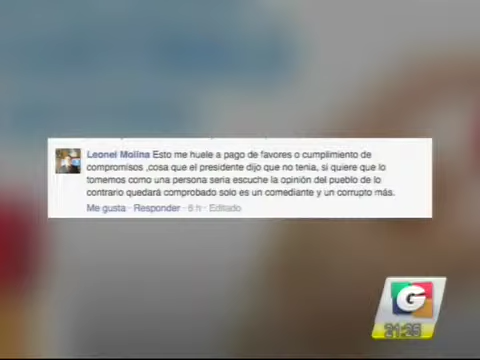 Leonel Molina Esto me huele a pago de favores o cumplimiento de
compromisos ,cosa que el presidente dijo que no tenia, si quiere que lo
tomemos como una persona seria escuche la opinión del pueblo de lo
contrario quedará comprobado solo es un comediante y un corrupto más.
Me gusta · Responder · 6 h · Editado
G
21:25